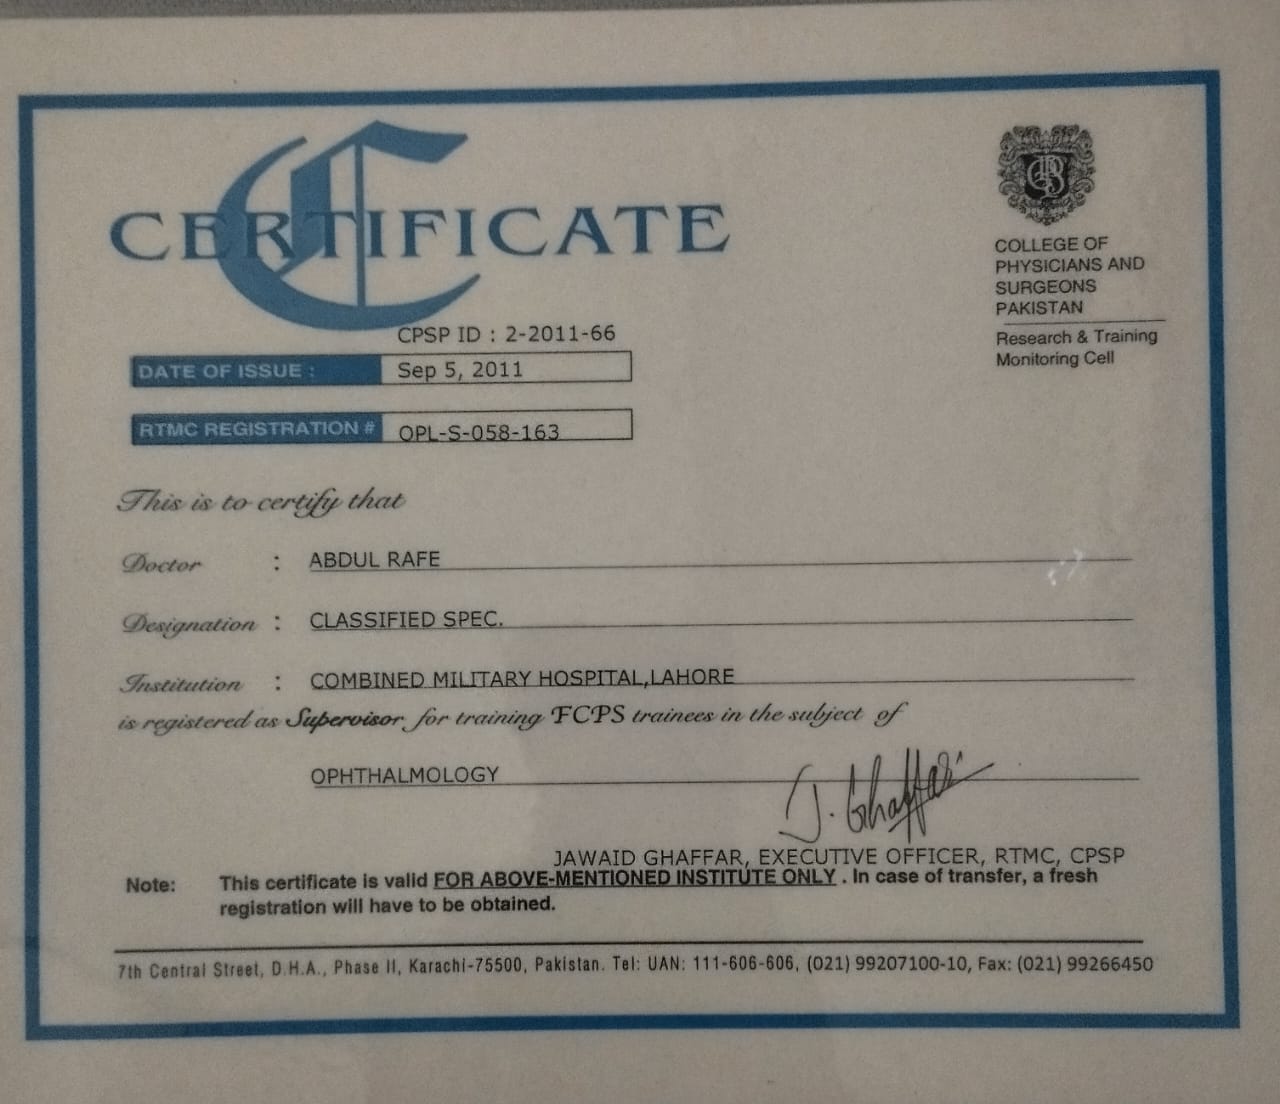 CERTIFICATE
COLLEGE OF
PHYSICIANS AND
SURGEONS
PAKISTAN
Research & Training
Monitoring Cell
CPSP ID : 2-2011-66
DATE OF ISSUE : Sep 5, 2011
RTMC REGISTRATION # OPL-S-058-163
This is to certify that
Doctor : ABDUL RAFE
Designation : CLASSIFIED SPEC.
Institution : COMBINED MILITARY HOSPITAL,LAHORE
is registered as Supervisor for training FCPS trainees in the subject of
OPHTHALMOLOGY
J. Ghaffar
JAWAID GHAFFAR, EXECUTIVE OFFICER, RTMC, CPSP
Note: This certificate is valid FOR ABOVE-MENTIONED INSTITUTE ONLY . In case of transfer, a fresh
registration will have to be obtained.
7th Central Street, D.H.A., Phase II, Karachi-75500, Pakistan. Tel: UAN: 111-606-606, (021) 99207100-10, Fax: (021) 99266450